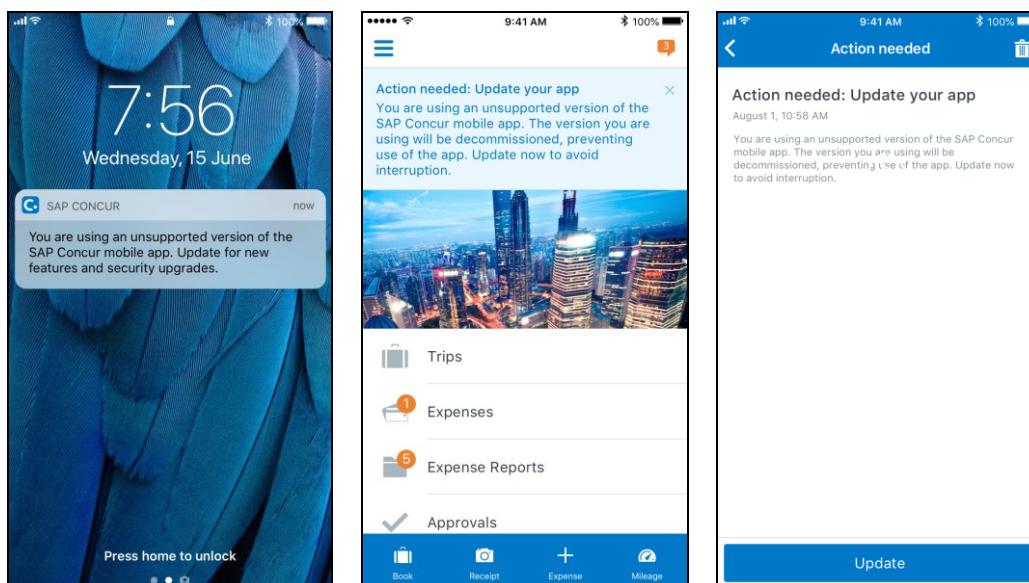 100%
7:56
Wednesday, 15 June
SAP CONCUR now
You are using an unsupported version of the
SAP Concur mobile app. Update for new
features and security upgrades.
Press home to unlock
9:41 AM 100%
3
Action needed: Update your app
You are using an unsupported version of the
SAP Concur mobile app. The version you are
using will be decommissioned, preventing
use of the app. Update now to avoid
interruption.
Trips
1
Expenses
5
Expense Reports
Approvals
Book Receipt Expense Mileage
9:41 AM 100%
Action needed
Action needed: Update your app
August 1, 10:58 AM
You are using an unsupported version of the SAP Concur
mobile app. The version you are using will be
decommissioned, preventing use of the app. Update now
to avoid interruption.
Update